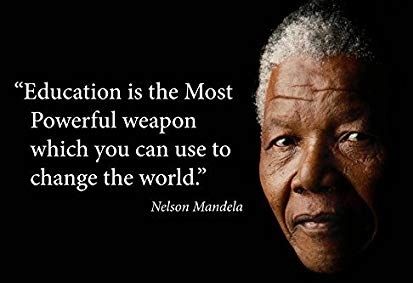 “Education is the Most
Powerful weapon
which you can use to
change the world.”
Nelson Mandela